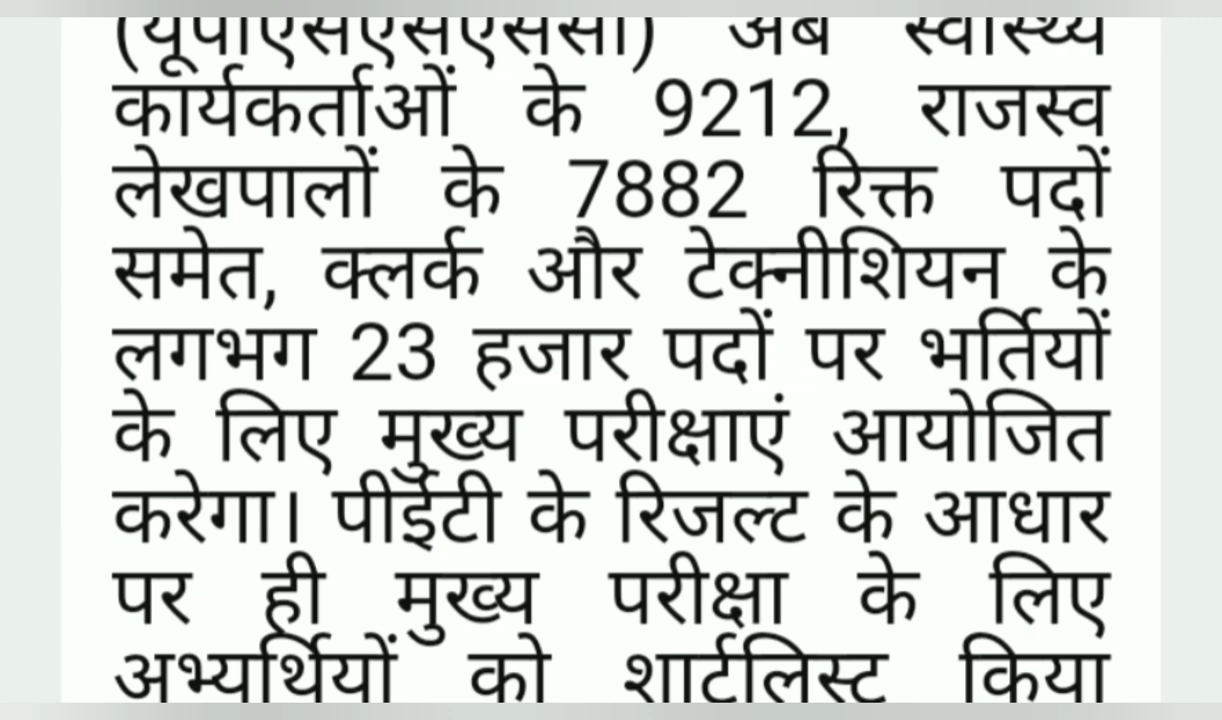 (यूपीएसएसएससी) अब स्वास्थ्य
कार्यकर्ताओं के 9212, राजस्व
लेखपालों के 7882 रिक्त पदों
समेत, क्लर्क और टेक्नीशियन के
लगभग 23 हजार पदों पर भर्तियों
के लिए मुख्य परीक्षाएं आयोजित
करेगा। पीईटी के रिजल्ट के आधार
पर ही मुख्य परीक्षा के लिए
अभ्यर्थियों को शार्टलिस्ट किया